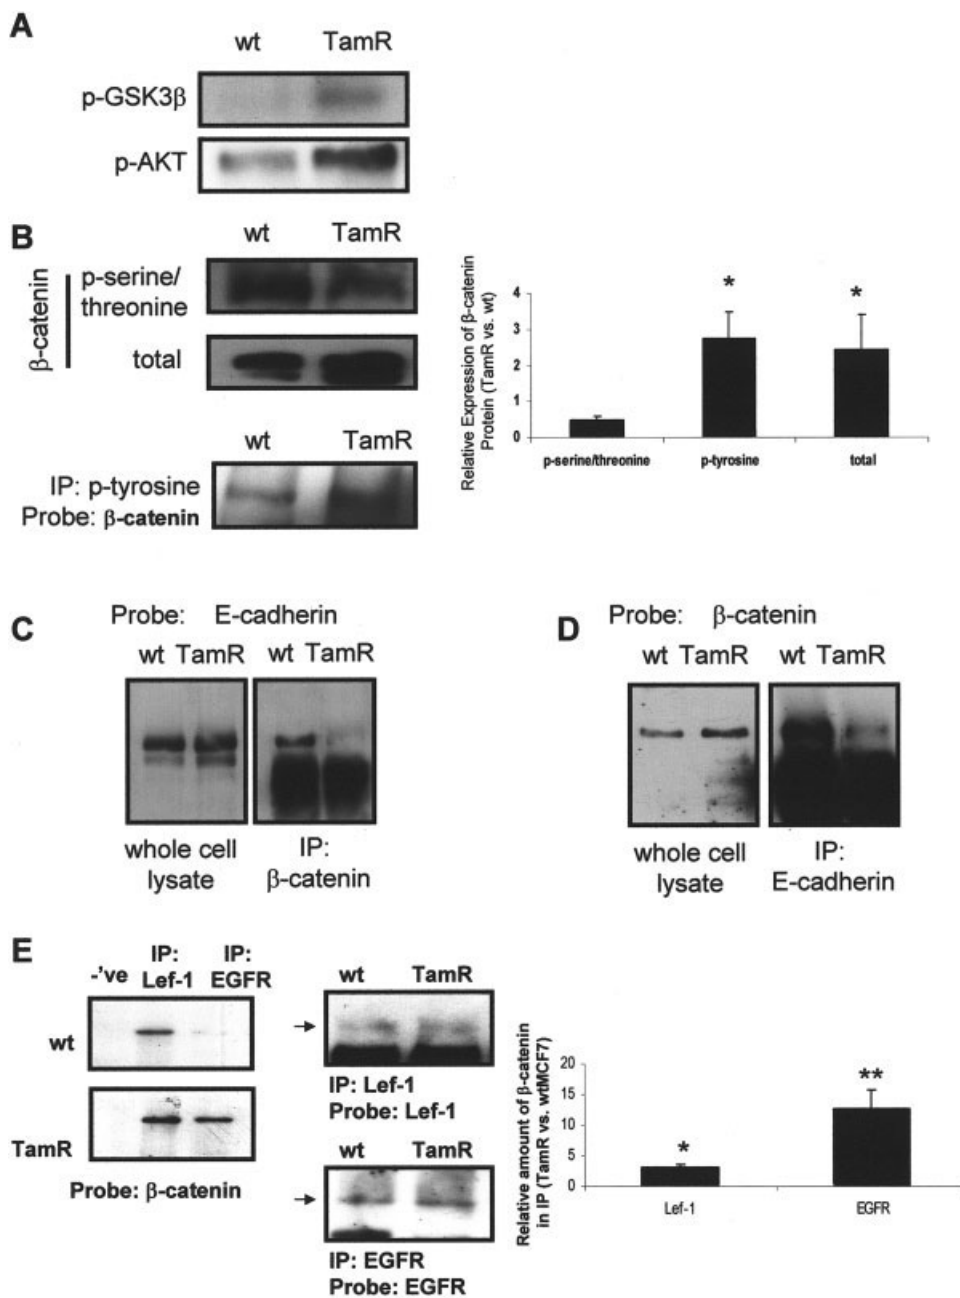 A
wt TamR
p-GSK3β
p-AKT
B
wt TamR
β-catenin
p-serine/
threonine
total
wt TamR
IP: p-tyrosine
Probe: β-catenin
Relative Expression of β-catenin
Protein (TamR vs. wt)
4
3
2
1
0
* *
p-serine/threonine p-tyrosine total
C
Probe: E-cadherin
wt TamR wt TamR
whole cell
lysate
IP:
β-catenin
D
Probe: β-catenin
wt TamR wt TamR
whole cell
lysate
IP:
E-cadherin
E
-'ve IP: Lef-1 IP: EGFR
wt
TamR
Probe: β-catenin
wt TamR
IP: Lef-1
Probe: Lef-1
wt TamR
IP: EGFR
Probe: EGFR
Relative amount of β-catenin
in IP (TamR vs. wtMCF7)
20
15
10
5
0
* **
Lef-1 EGFR